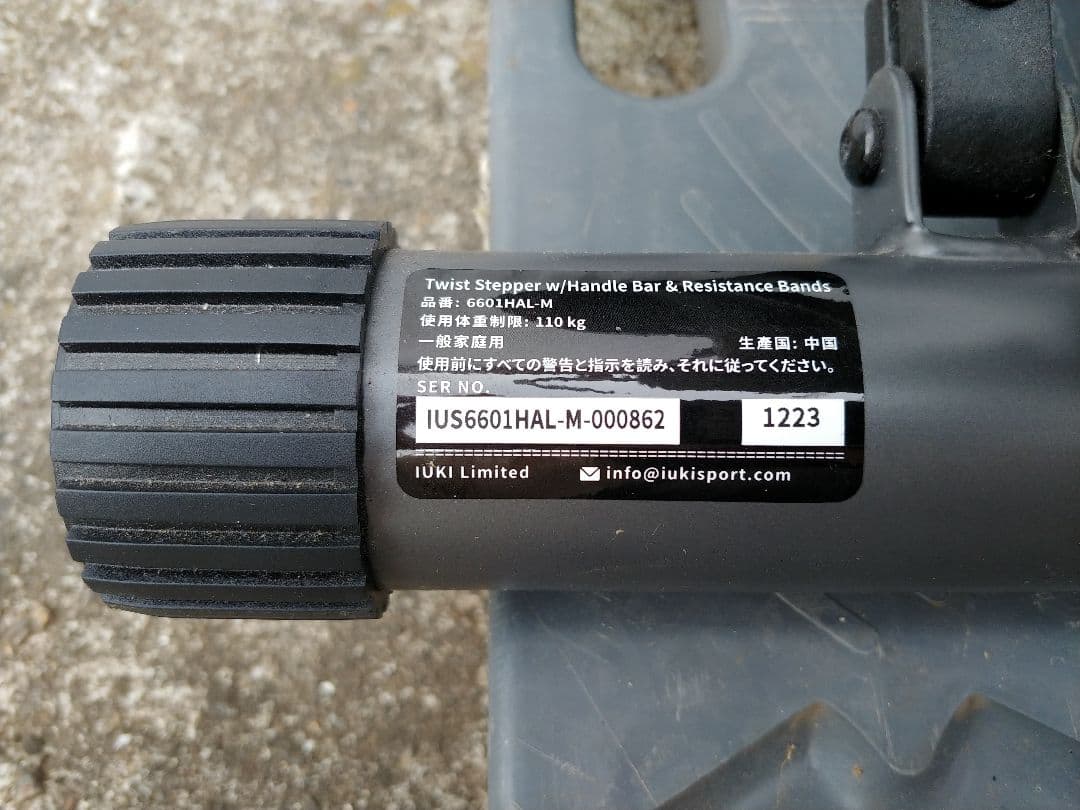 Twist Stepper w/Handle Bar & Resistance Bands
品番: 6601HAL-M
使用体重制限: 110 kg
一般家庭用 生產国: 中国
使用前にすべての警告と指示を読み、それに従ってください。
SER NO.
IUS6601HAL-M-000862 1223
IUKI Limited info@iukisport.com